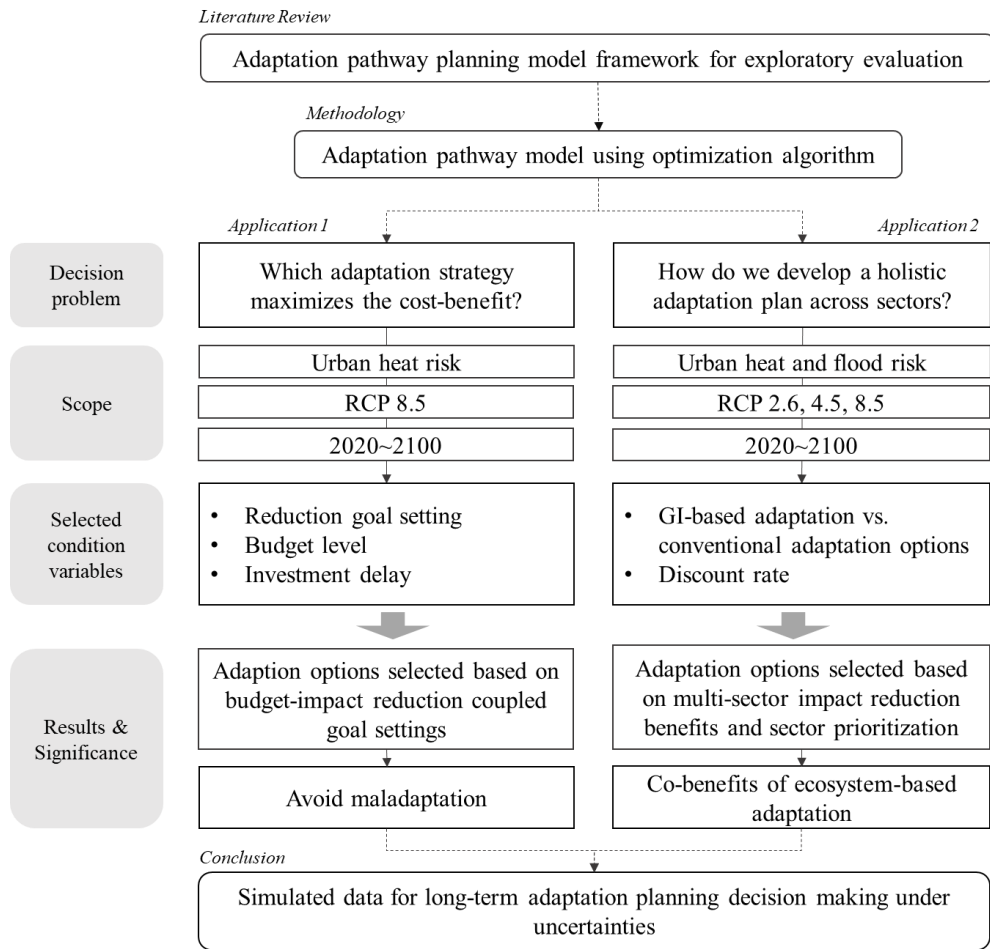 Literature Review
Adaptation pathway planning model framework for exploratory evaluation
Methodology
Adaptation pathway model using optimization algorithm
Application 1
Application 2
Decision
problem
Which adaptation strategy
maximizes the cost-benefit?
How do we develop a holistic
adaptation plan across sectors?
Scope
Urban heat risk
RCP 8.5
2020~2100
Urban heat and flood risk
RCP 2.6, 4.5, 8.5
2020~2100
Selected
condition
variables
• Reduction goal setting
• Budget level
• Investment delay
• GI-based adaptation vs.
conventional adaptation options
• Discount rate
Results &
Significance
Adaption options selected based on
budget-impact reduction coupled
goal settings
Adaptation options selected based
on multi-sector impact reduction
benefits and sector prioritization
Avoid maladaptation
Co-benefits of ecosystem-based
adaptation
Conclusion
Simulated data for long-term adaptation planning decision making under
uncertainties